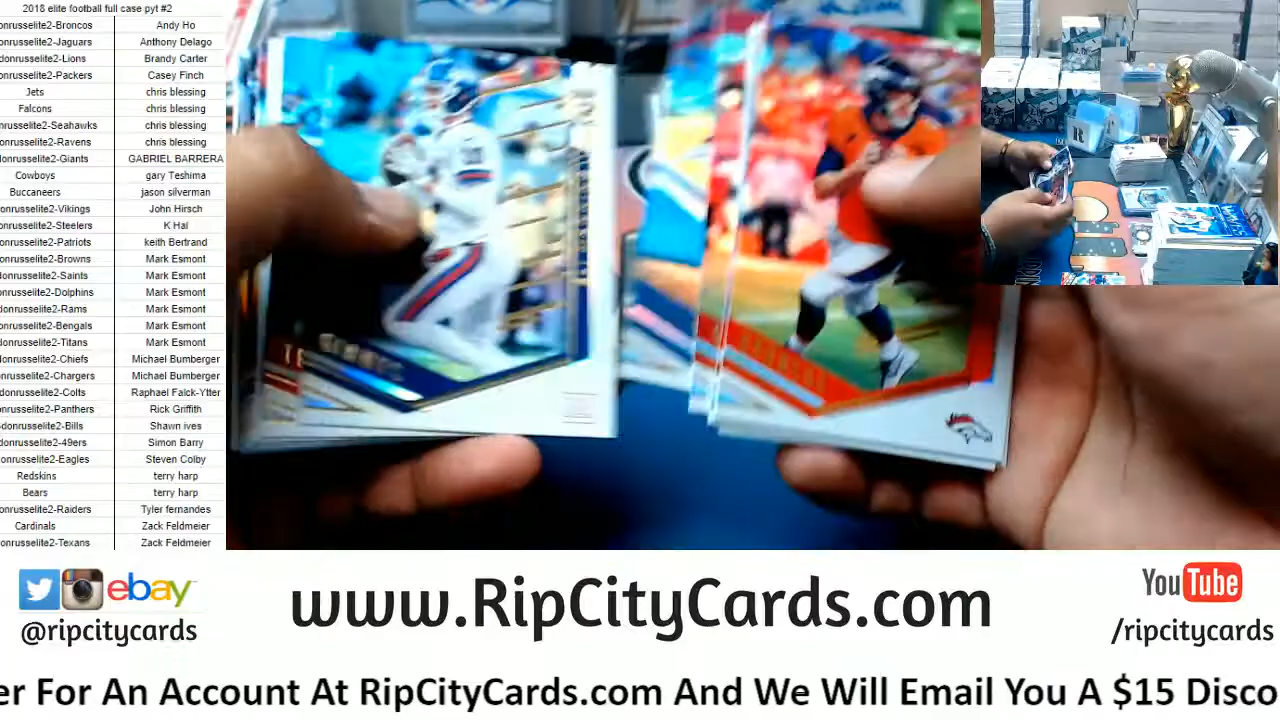 2018 elite football full case pyt #2
onrusselite2-Broncos Andy Ho
onrusselite2-Jaguars Anthony Delago
donrusselite2-Lions Brandy Carter
onrusselite2-Packers Casey Finch
Jets chris blessing
Falcons chris blessing
nrusselite2-Seahawks chris blessing
onrusselite2-Ravens chris blessing
donrusselite2-Giants GABRIEL BARRERA
Cowboys gary Teshima
Buccaneers jason silverman
onrusselite2-Vikings John Hirsch
onrusselite2-Steelers K Hal
onrusselite2-Patriots keith Bertrand
onrusselite2-Browns Mark Esmont
onrusselite2-Saints Mark Esmont
onrusselite2-Dolphins Mark Esmont
donrusselite2-Rams Mark Esmont
onrusselite2-Bengals Mark Esmont
donrusselite2-Titans Mark Esmont
onrusselite2-Chiefs Michael Bumberger
nrusselite2-Chargers Michael Bumberger
donrusselite2-Colts Raphael Falck-Ytter
nrusselite2-Panthers Rick Griffith
donrusselite2-Bills Shawn ives
onrusselite2-49ers Simon Barry
onrusselite2-Eagles Steven Colby
Redskins terry harp
Bears terry harp
onrusselite2-Raiders Tyler fernandes
Cardinals Zack Feldmeier
onrusselite2-Texans Zack Feldmeier
ebay
@ripcitycards
www.RipCityCards.com
YouTube
/ripcitycards
er For An Account At RipCityCards.com And We Will Email You A $15 Disco